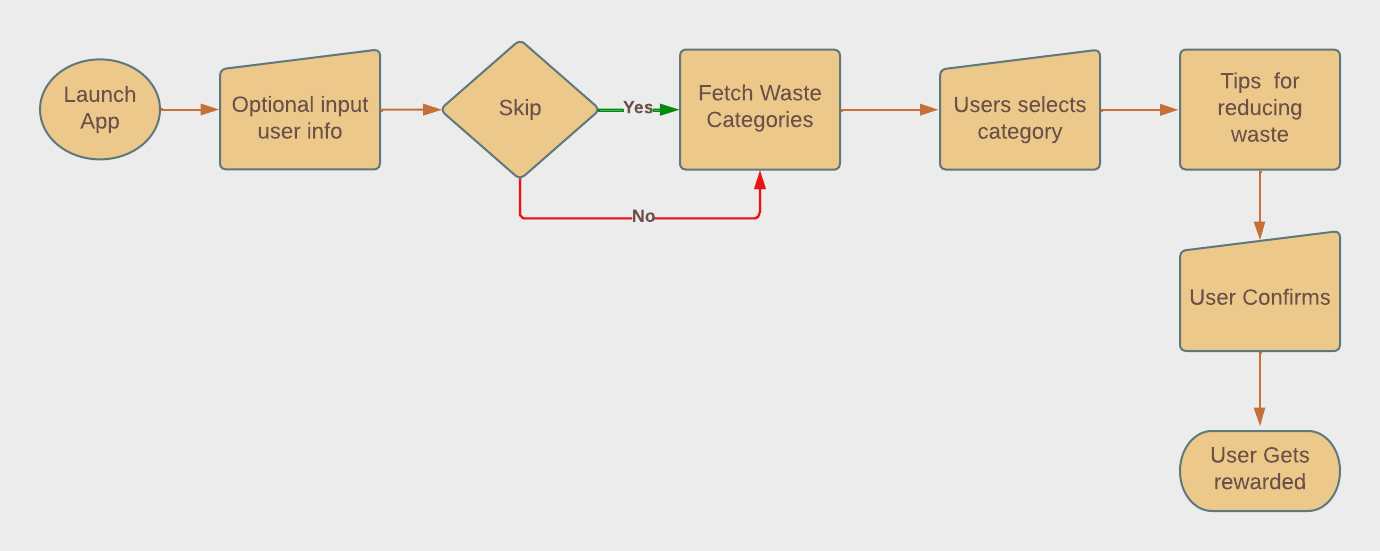 Launch
App
Optional input
user info
Skip
Yes
No
Fetch Waste
Categories
Users selects
category
Tips for
reducing
waste
User Confirms
User Gets
rewarded